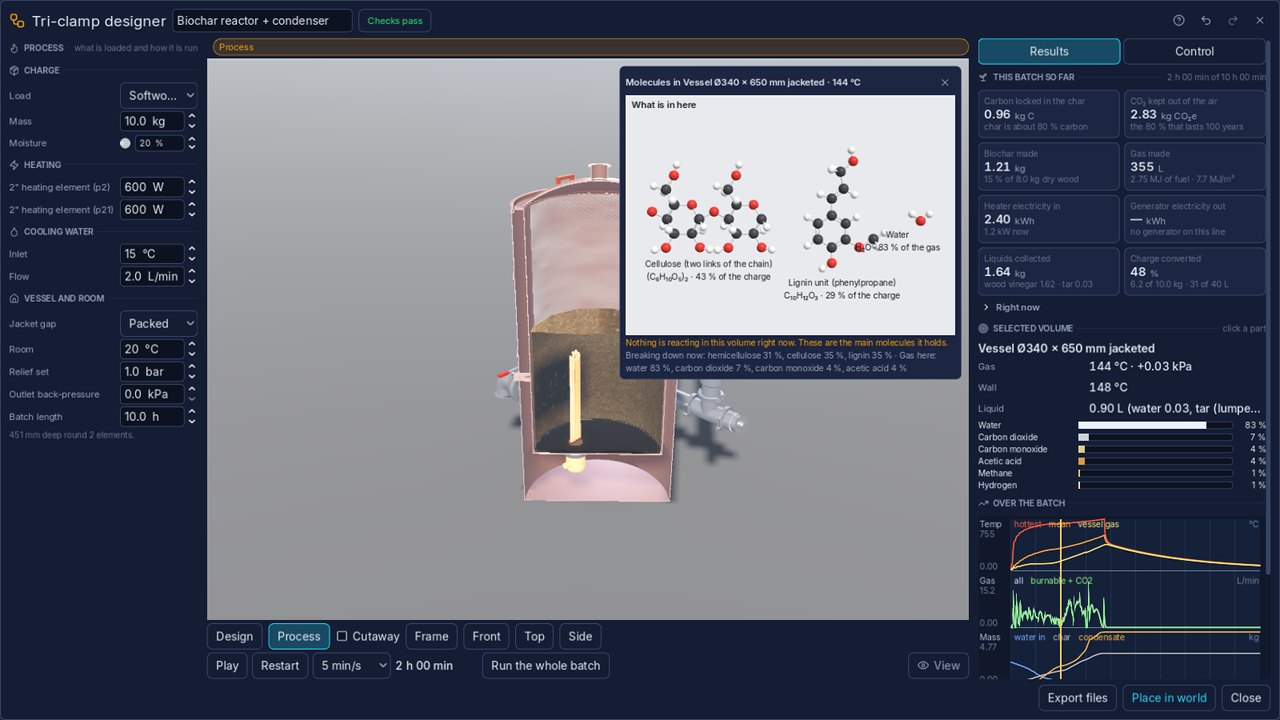 Tri-clamp designer
Biochar reactor + condenser
Checks pass
PROCESS what is loaded and how it is run
CHARGE
Load Softwo...
Mass 10.0 kg
Moisture 20 %
HEATING
2" heating element (p2) 600 W
2" heating element (p21) 600 W
COOLING WATER
Inlet 15 °C
Flow 2.0 L/min
VESSEL AND ROOM
Jacket gap Packed
Room 20 °C
Relief set 1.0 bar
Outlet back-pressure 0.0 kPa
Batch length 10.0 h
451 mm deep round 2 elements.
Process
Molecules in Vessel Ø340 × 650 mm jacketed · 144 °C
What is in here
Water
H₂O · 83 % of the gas
Cellulose (two links of the chain)
(C₆H₁₀O₅)₂ · 43 % of the charge
Lignin unit (phenylpropane)
C₁₀H₁₂O₃ · 29 % of the charge
Nothing is reacting in this volume right now. These are the main molecules it holds.
Breaking down now: hemicellulose 31 %, cellulose 35 %, lignin 35 % · Gas here:
water 83 %, carbon dioxide 7 %, carbon monoxide 4 %, acetic acid 4 %
Design
Process
Cutaway
Frame
Front
Top
Side
Play
Restart
5 min/s
2 h 00 min
Run the whole batch
View
Results
Control
THIS BATCH SO FAR 2 h 00 min of 10 h 00 min
Carbon locked in the char
0.96 kg C
char is about 80 % carbon
CO₂ kept out of the air
2.83 kg CO₂e
the 80 % that lasts 100 years
Biochar made
1.21 kg
15 % of 8.0 kg dry wood
Gas made
355 L
2.75 MJ of fuel · 7.7 MJ/m³
Heater electricity in
2.40 kWh
1.2 kW now
Generator electricity out
— kWh
no generator on this line
Liquids collected
1.64 kg
wood vinegar 1.62 · tar 0.03
Charge converted
48 %
6.2 of 10.0 kg · 31 of 40 L
Right now
SELECTED VOLUME click a part
Vessel Ø340 × 650 mm jacketed
Gas 144 °C · +0.03 kPa
Wall 148 °C
Liquid 0.90 L (water 0.03, tar (lumpe...
Water 83 %
Carbon dioxide 7 %
Carbon monoxide 4 %
Acetic acid 4 %
Methane 1 %
Hydrogen 1 %
OVER THE BATCH
Temp hottest mean vessel gas °C
755
0.00
Gas all burnable + CO2 L/min
15.2
0.00
Mass water in char condensate kg
4.77
0.00
Export files
Place in world
Close